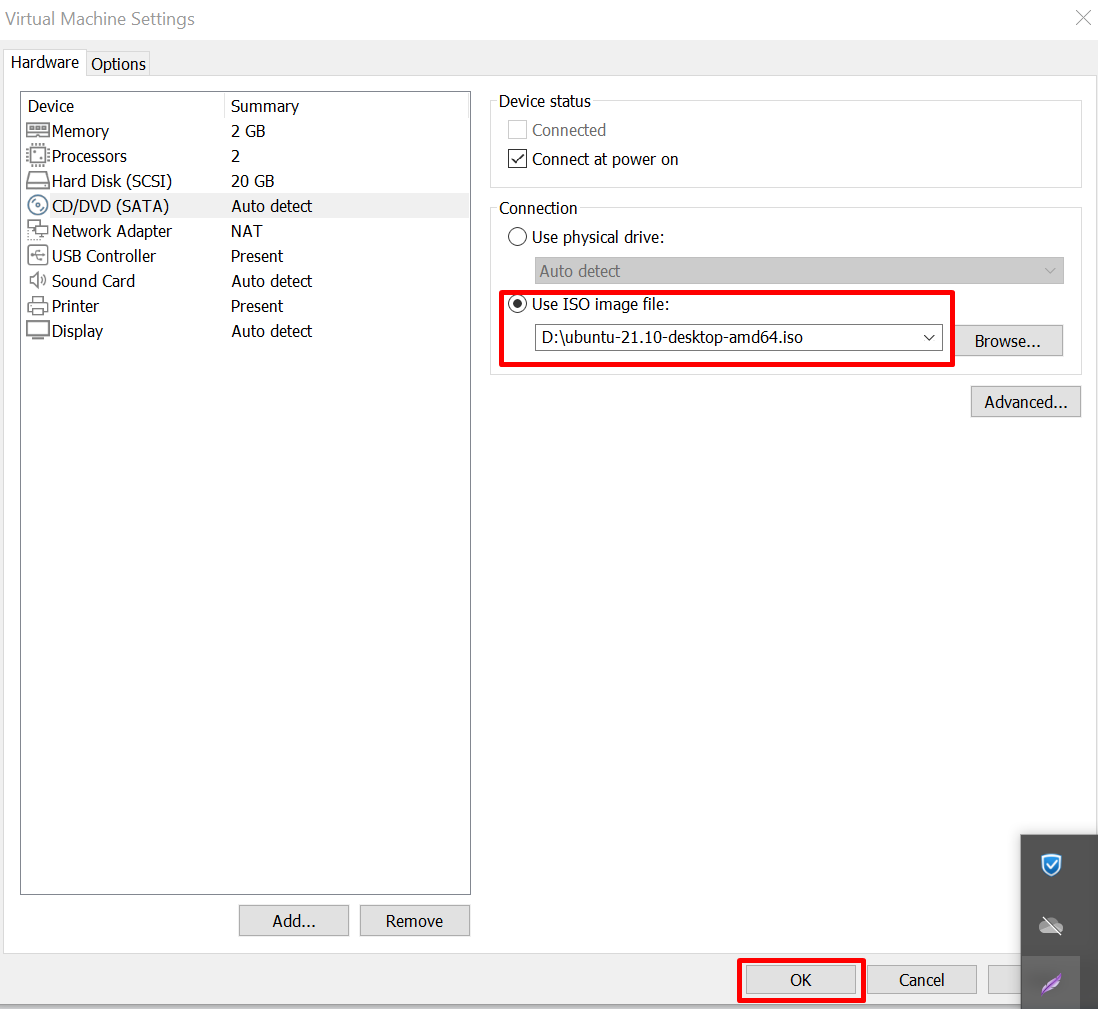 Virtual Machine Settings
Hardware Options
Device Summary
Memory 2 GB
Processors 2
Hard Disk (SCSI) 20 GB
CD/DVD (SATA) Auto detect
Network Adapter NAT
USB Controller Present
Sound Card Auto detect
Printer Present
Display Auto detect
Add... Remove
Device status
Connected
Connect at power on
Connection
Use physical drive:
Auto detect
Use ISO image file:
D:\ubuntu-21.10-desktop-amd64.iso Browse...
Advanced...
OK Cancel